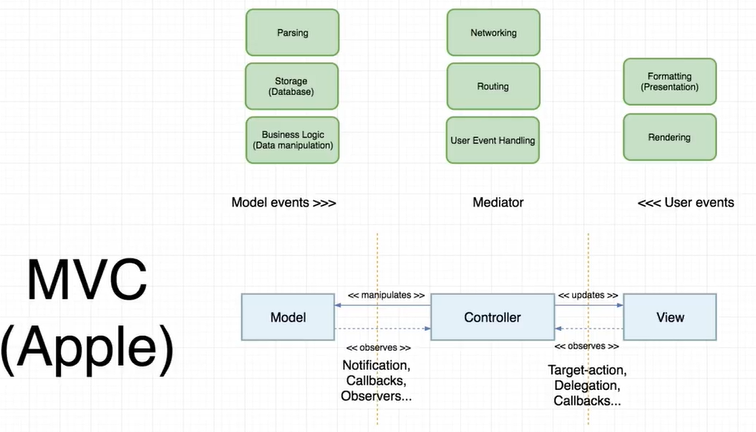 Parsing
Networking
Storage
(Database)
Routing
Formatting
(Presentation)
Business Logic
(Data manipulation)
User Event Handling
Rendering
Model events >>>
Mediator
<<< User events
MVC
(Apple)
<< manipulates >>
<< updates >>
Model
Controller
View
<< observes >>
<< observes >>
Notification,
Callbacks,
Observers...
Target-action,
Delegation,
Callbacks...